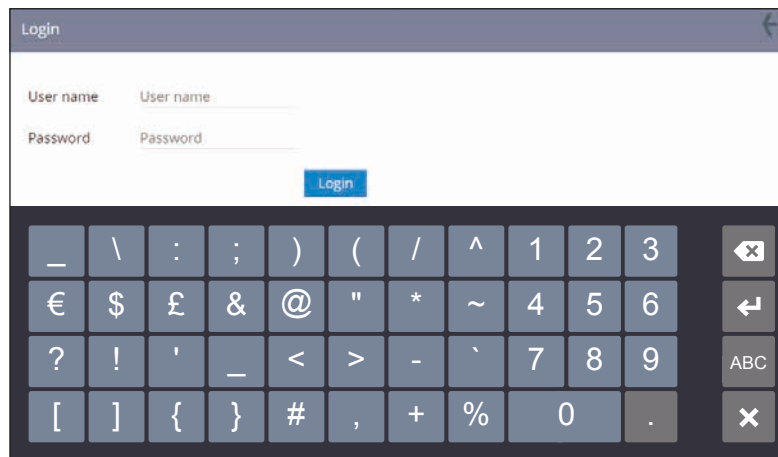 Login
User name User name
Password Password
Login
_ \ : ; ) ( / ^ 1 2 3
€ $ £ & @ " * ~ 4 5 6
? ! ' _ < > - ` 7 8 9 ABC
[ ] { } # , + % 0 .